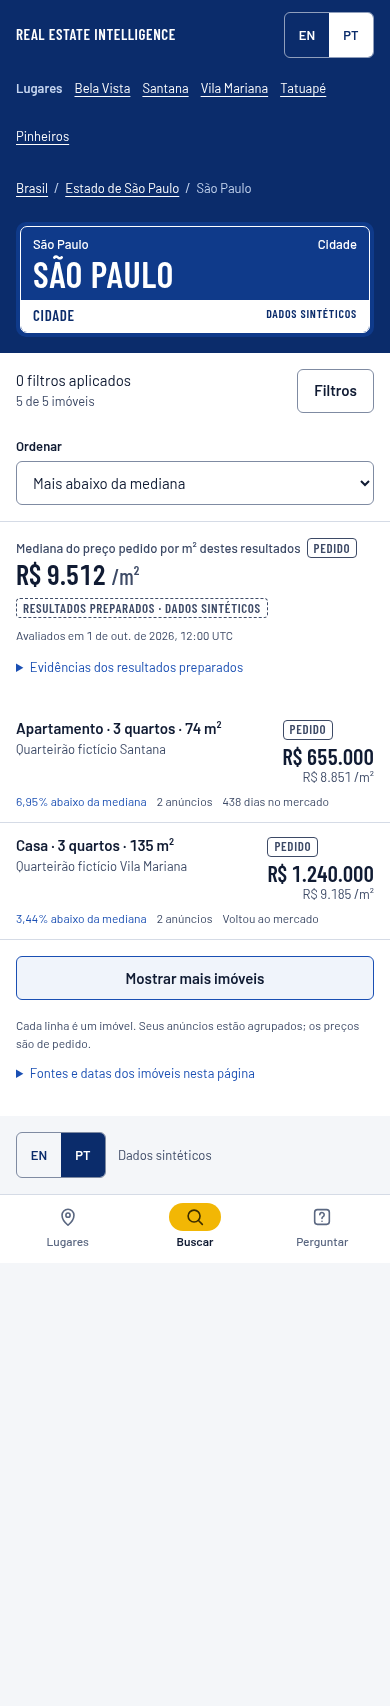 REAL ESTATE INTELLIGENCE
EN PT
Lugares Bela Vista Santana Vila Mariana Tatuapé
Pinheiros
Brasil / Estado de São Paulo / São Paulo
São Paulo Cidade
SÃO PAULO
CIDADE DADOS SINTÉTICOS
0 filtros aplicados
5 de 5 imóveis
Filtros
Ordenar
Mais abaixo da mediana
Mediana do preço pedido por m² destes resultados PEDIDO
R$ 9.512 /m²
RESULTADOS PREPARADOS · DADOS SINTÉTICOS
Avaliados em 1 de out. de 2026, 12:00 UTC
Evidências dos resultados preparados
Apartamento · 3 quartos · 74 m² PEDIDO
Quarteirão fictício Santana R$ 655.000
R$ 8.851 /m²
6,95% abaixo da mediana 2 anúncios 438 dias no mercado
Casa · 3 quartos · 135 m² PEDIDO
Quarteirão fictício Vila Mariana R$ 1.240.000
R$ 9.185 /m²
3,44% abaixo da mediana 2 anúncios Voltou ao mercado
Mostrar mais imóveis
Cada linha é um imóvel. Seus anúncios estão agrupados; os preços
são de pedido.
Fontes e datas dos imóveis nesta página
EN PT Dados sintéticos
Lugares Buscar Perguntar